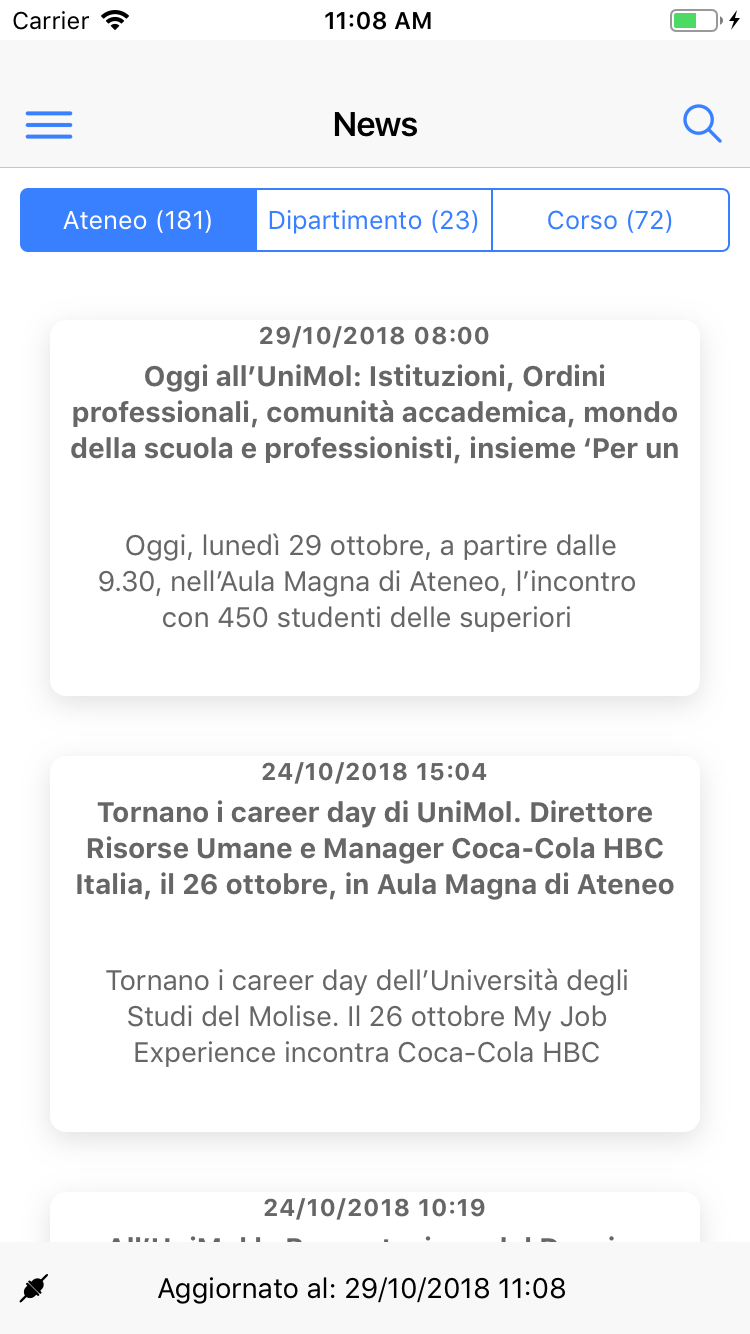 Carrier 11:08 AM
News
Ateneo (181) Dipartimento (23) Corso (72)
29/10/2018 08:00
Oggi all’UniMol: Istituzioni, Ordini
professionali, comunità accademica, mondo
della scuola e professionisti, insieme ‘Per un
Oggi, lunedì 29 ottobre, a partire dalle
9.30, nell’Aula Magna di Ateneo, l’incontro
con 450 studenti delle superiori
24/10/2018 15:04
Tornano i career day di UniMol. Direttore
Risorse Umane e Manager Coca-Cola HBC
Italia, il 26 ottobre, in Aula Magna di Ateneo
Tornano i career day dell’Università degli
Studi del Molise. Il 26 ottobre My Job
Experience incontra Coca-Cola HBC
24/10/2018 10:19
All’UniMol la
Aggiornato al: 29/10/2018 11:08